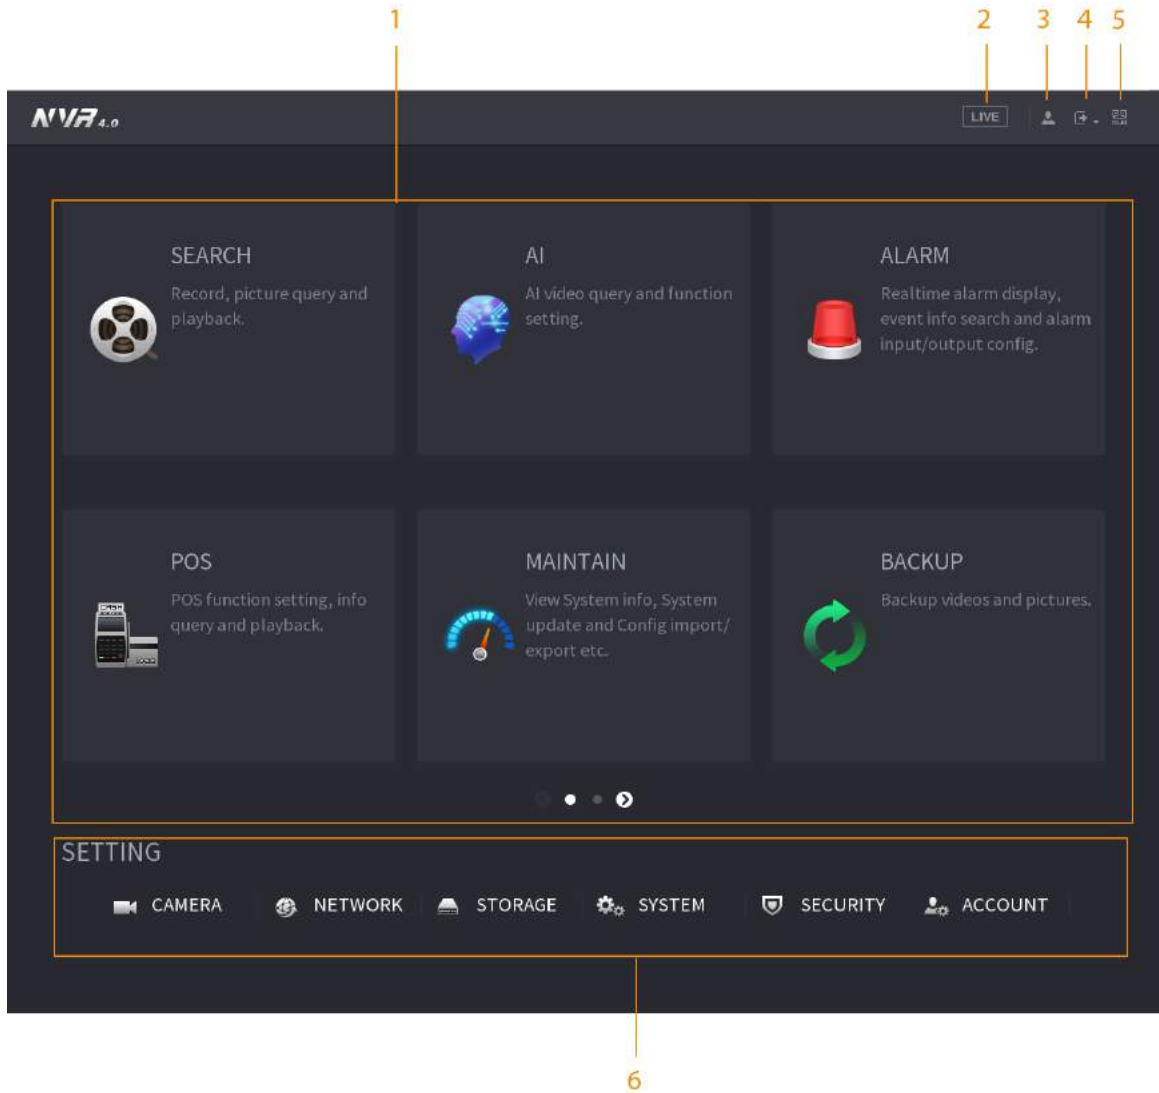 1
2 3 4 5
NVR 4.0
LIVE
SEARCH
Record, picture query and
playback.
AI
AI video query and function
setting.
ALARM
Realtime alarm display,
event info search and alarm
input/output config.
POS
POS function setting, info
query and playback.
MAINTAIN
View System info, System
update and Config import/
export etc.
BACKUP
Backup videos and pictures.
SETTING
CAMERA NETWORK STORAGE SYSTEM SECURITY ACCOUNT
6